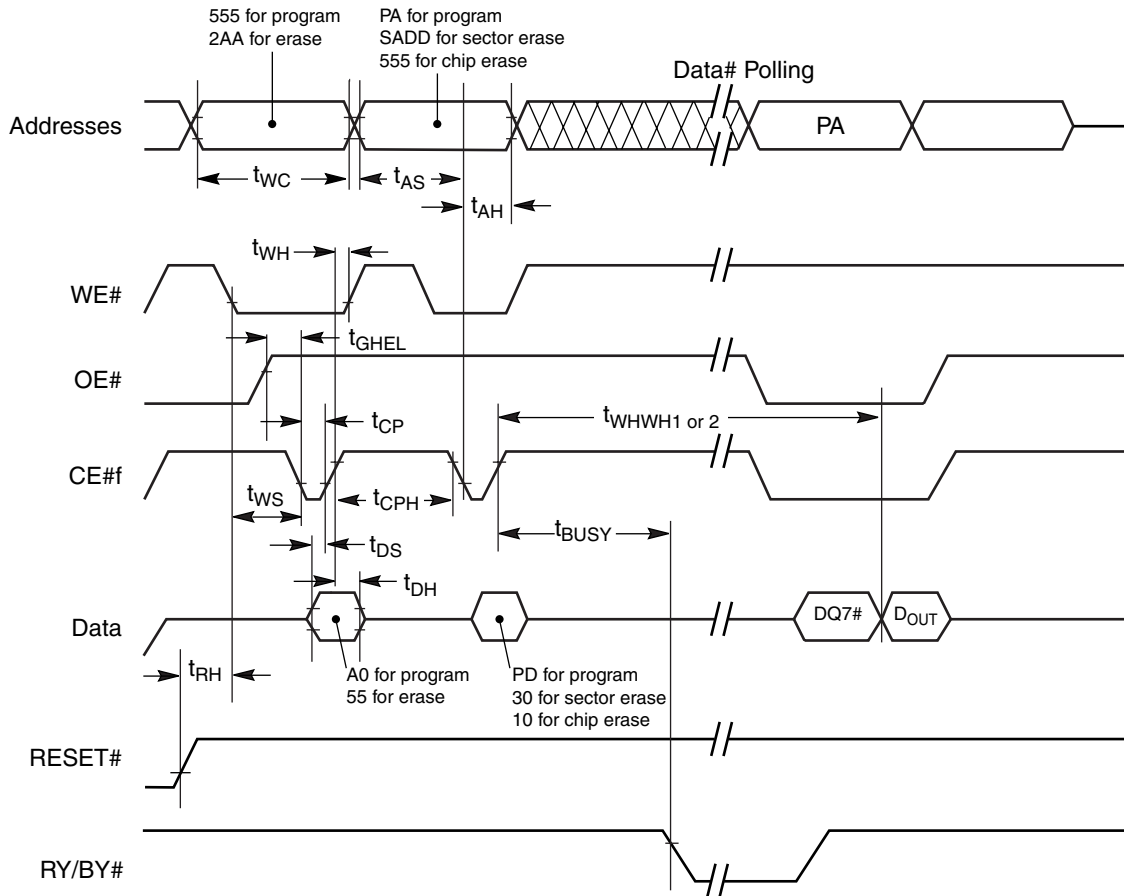 555 for program
2AA for erase
PA for program
SADD for sector erase
555 for chip erase
Data# Polling
Addresses
PA
tWC
tAS
tAH
tWH
WE#
tGHEL
OE#
tWHWH1 or 2
tCP
CE#f
tWS
tCPH
tBUSY
tDS
tDH
Data
DQ7#
DOUT
tRH
A0 for program
55 for erase
PD for program
30 for sector erase
10 for chip erase
RESET#
RY/BY#